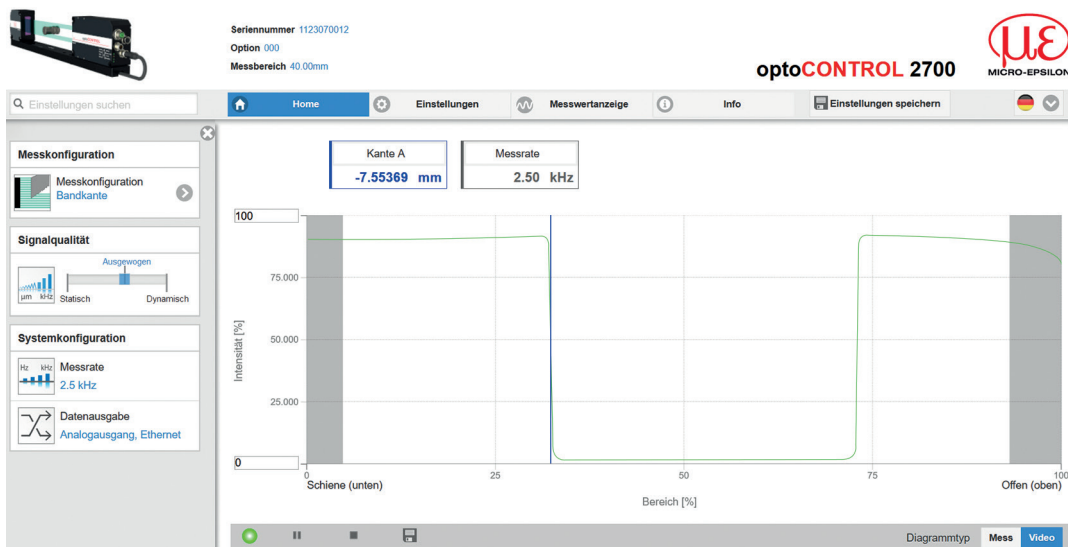 Seriennummer 1123070012
Option 000
Messbereich 40.00mm
optoCONTROL 2700
με
MICRO-EPSILON
Einstellungen suchen
Home
Einstellungen
Messwertanzeige
Info
Einstellungen speichern
Messkonfiguration
Messkonfiguration
Bandkante
Signalqualität
Ausgewogen
µm kHz
Statisch
Dynamisch
Systemkonfiguration
Hz kHz
Messrate
2.5 kHz
Datenausgabe
Analogausgang, Ethernet
Kante A
-7.55369 mm
Messrate
2.50 kHz
100
75.000
50.000
25.000
0
Intensität [%]
0
25
50
75
100
Schiene (unten)
Offen (oben)
Bereich [%]
Diagrammtyp
Mess
Video